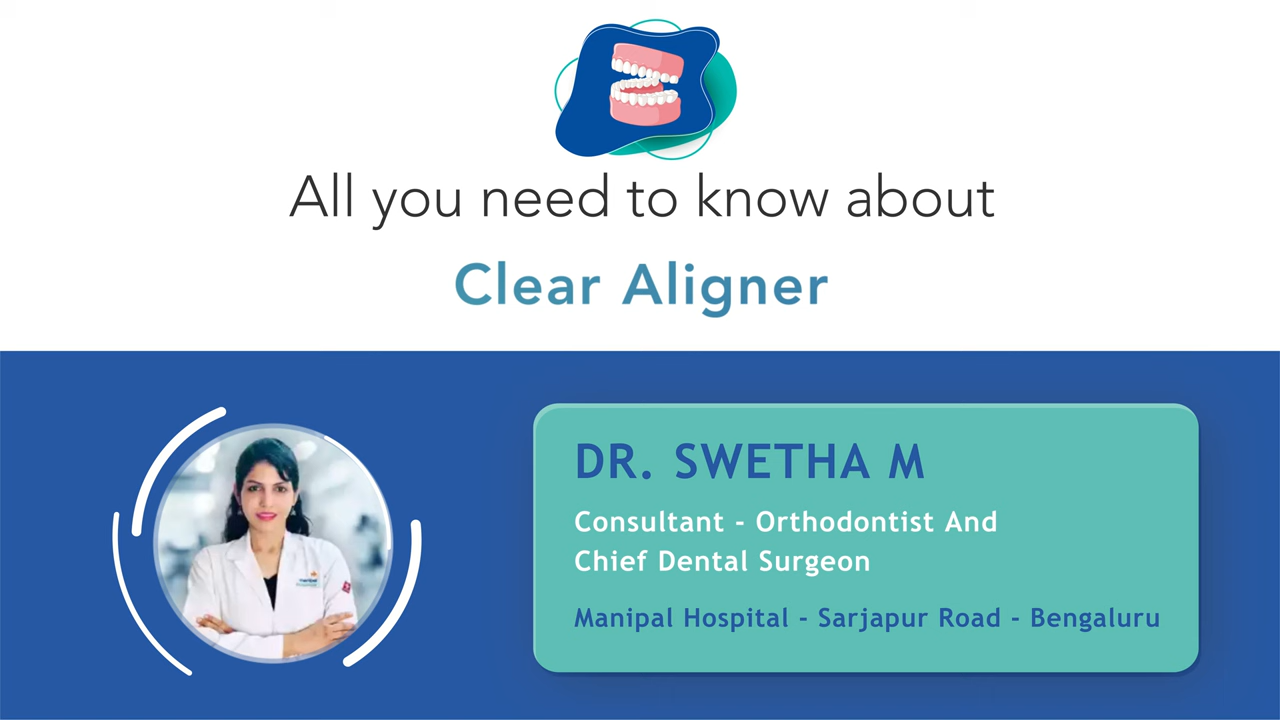 All you need to know about
Clear Aligner
DR. SWETHA M
Consultant - Orthodontist And
Chief Dental Surgeon
Manipal Hospital - Sarjapur Road - Bengaluru